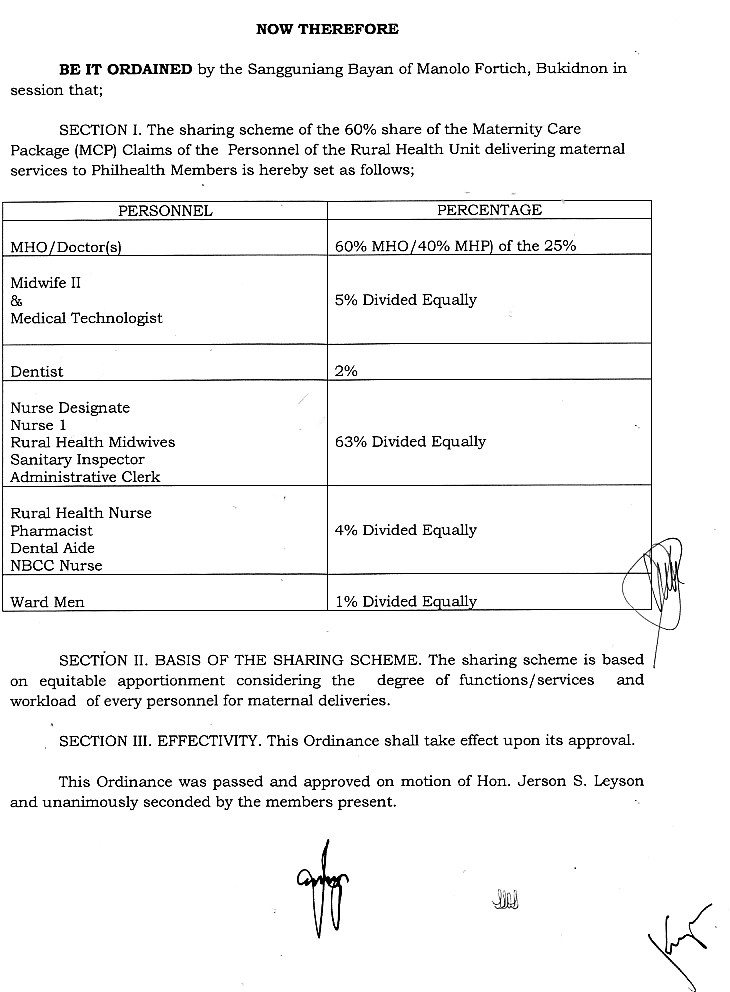 NOW THEREFORE
BE IT ORDAINED by the Sangguniang Bayan of Manolo Fortich, Bukidnon in
session that;
SECTION I. The sharing scheme of the 60% share of the Maternity Care
Package (MCP) Claims of the Personnel of the Rural Health Unit delivering maternal
services to Philhealth Members is hereby set as follows;
PERSONNEL PERCENTAGE
MHO/Doctor(s) 60% MHO/40% MHP) of the 25%
Midwife II
&
Medical Technologist
5% Divided Equally
Dentist 2%
Nurse Designate
Nurse 1
Rural Health Midwives
Sanitary Inspector
Administrative Clerk
63% Divided Equally
Rural Health Nurse
Pharmacist
Dental Aide
NBCC Nurse
4% Divided Equally
Ward Men 1% Divided Equally
SECTION II. BASIS OF THE SHARING SCHEME. The sharing scheme is based
on equitable apportionment considering the degree of functions/services and
workload of every personnel for maternal deliveries.
SECTION III. EFFECTIVITY. This Ordinance shall take effect upon its approval.
This Ordinance was passed and approved on motion of Hon. Jerson S. Leyson
and unanimously seconded by the members present.